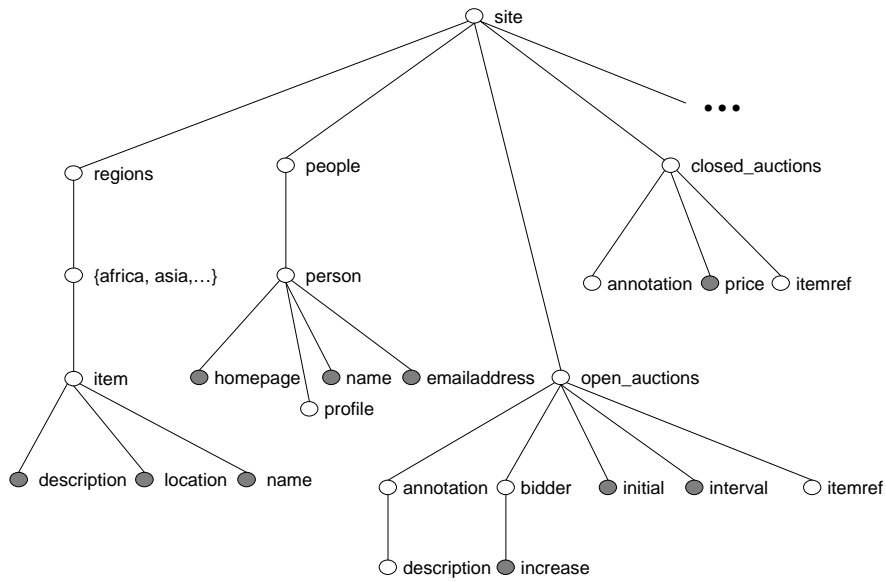 site
...
regions
people
closed_auctions
{africa, asia,...}
person
annotation
price
itemref
item
homepage
name
emailaddress
open_auctions
profile
description
location
name
annotation
bidder
initial
interval
itemref
description
increase